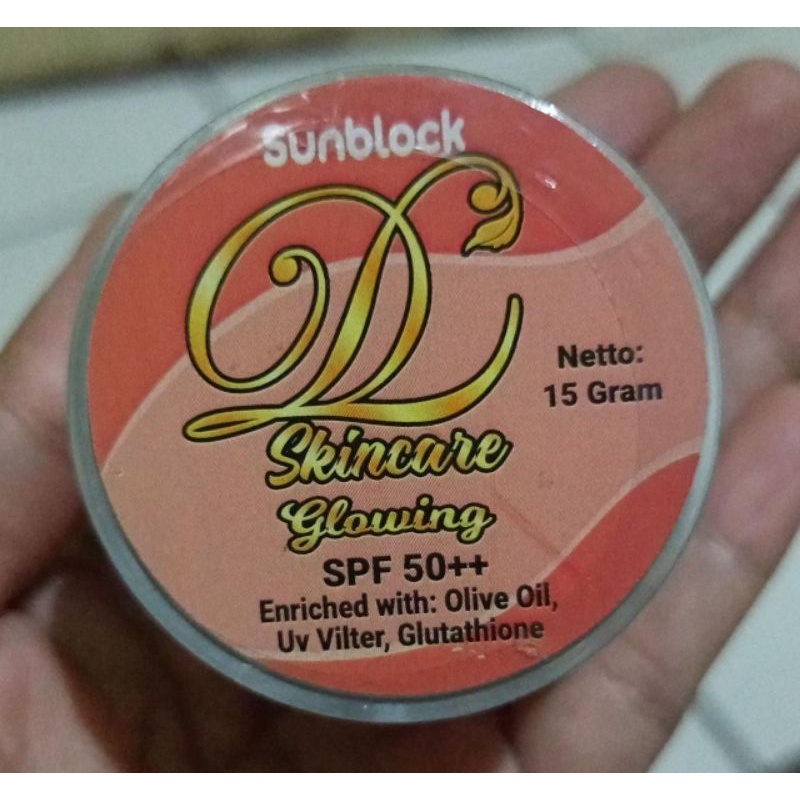 Sunblock
DL
Skincare
Glowing
Netto:
15 Gram
SPF 50++
Enriched with: Olive Oil,
Uv Vilter, Glutathione